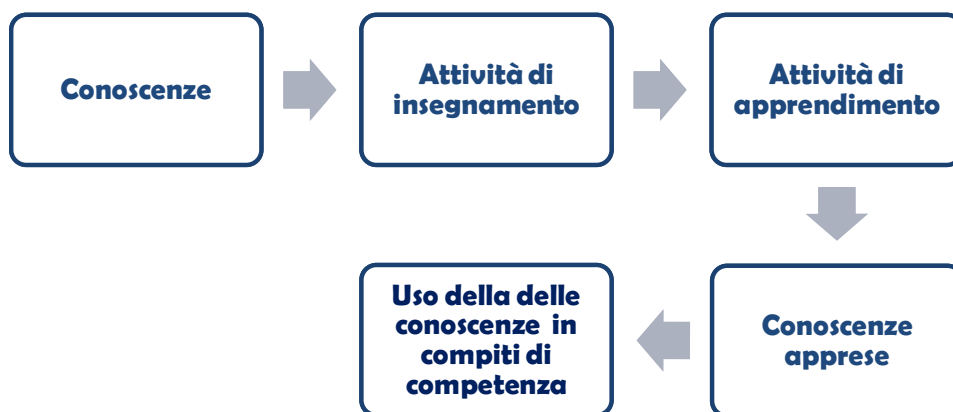 Conoscenze
Attività di
insegnamento
Attività di
apprendimento
Conoscenze
apprese
Uso della delle
conoscenze in
compiti di
competenza